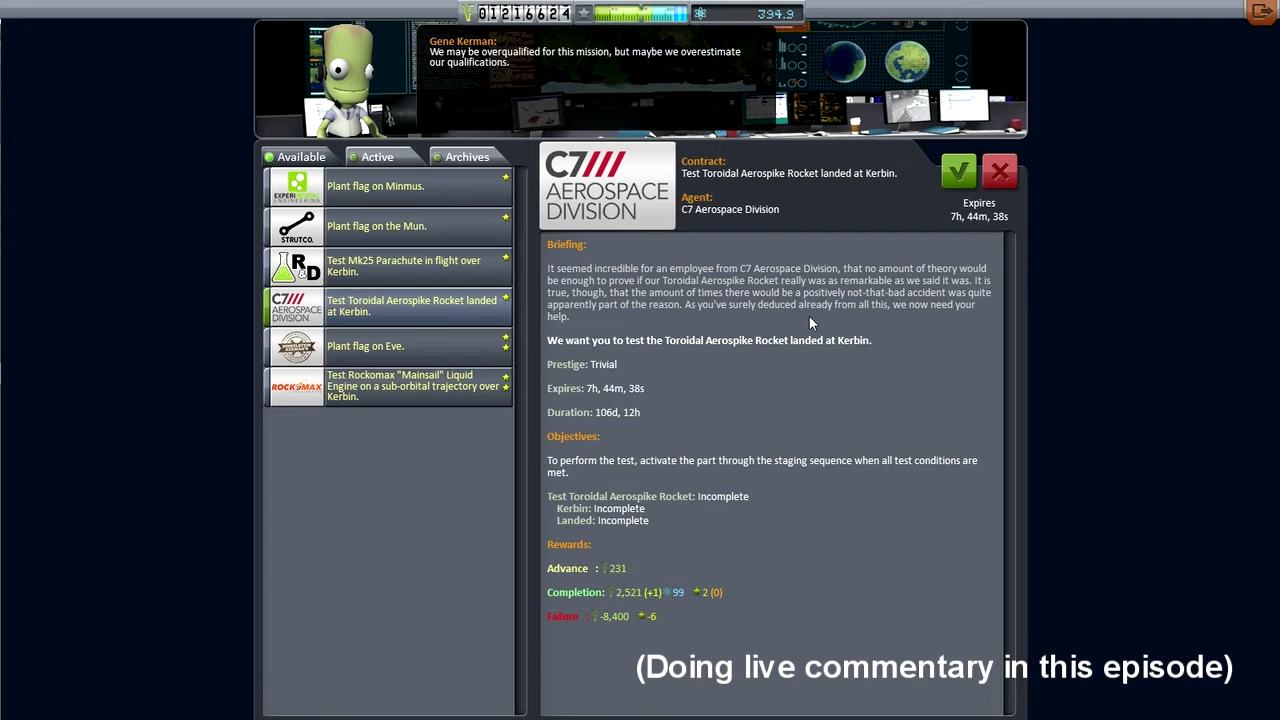 01216624
394.9
Gene Kerman:
We may be overqualified for this mission, but maybe we overestimate
our qualifications.
Available
Active
Archives
EXPERIMENTAL
ENGINEERING
Plant flag on Minmus.
STRUTCO.
Plant flag on the Mun.
R&D
Test Mk25 Parachute in flight over
Kerbin.
C7///
AEROSPACE
DIVISION
Test Toroidal Aerospike Rocket landed
at Kerbin.
Plant flag on Eve.
ROCKOMAX
Test Rockomax "Mainsail" Liquid
Engine on a sub-orbital trajectory over
Kerbin.
C7///
AEROSPACE
DIVISION
Contract:
Test Toroidal Aerospike Rocket landed at Kerbin.
Agent:
C7 Aerospace Division
Expires
7h, 44m, 38s
Briefing:
It seemed incredible for an employee from C7 Aerospace Division, that no amount of theory would
be enough to prove if our Toroidal Aerospike Rocket really was as remarkable as we said it was. It is
true, though, that the amount of times there would be a positively not-that-bad accident was quite
apparently part of the reason. As you've surely deduced already from all this, we now need your
help.
We want you to test the Toroidal Aerospike Rocket landed at Kerbin.
Prestige: Trivial
Expires: 7h, 44m, 38s
Duration: 106d, 12h
Objectives:
To perform the test, activate the part through the staging sequence when all test conditions are
met.
Test Toroidal Aerospike Rocket: Incomplete
Kerbin: Incomplete
Landed: Incomplete
Rewards:
Advance : 231
Completion: 2,521 (+1) 99 2 (0)
Failure : -8,400 -6
(Doing live commentary in this episode)